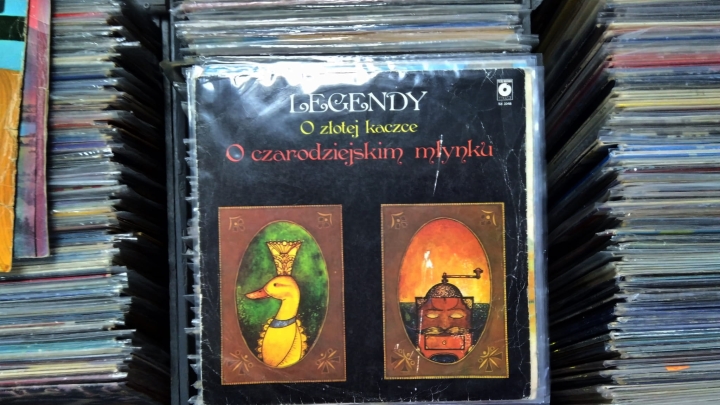 LEGENDY
O złotej kaczce
O czarodziejskim młynku